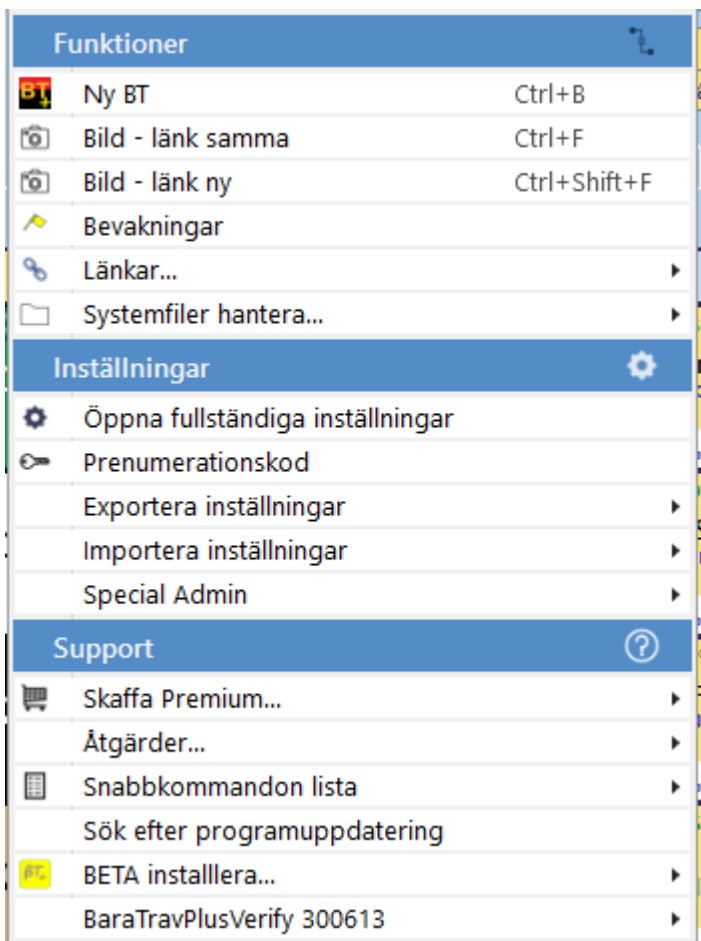 Funktioner
BT Ny BT Ctrl+B
Bild - länk samma Ctrl+F
Bild - länk ny Ctrl+Shift+F
Bevakningar
Länkar...
Systemfiler hantera...
Inställningar
Öppna fullständiga inställningar
Prenumerationskod
Exportera inställningar
Importera inställningar
Special Admin
Support
Skaffa Premium...
Åtgärder...
Snabbkommandon lista
Sök efter programuppdatering
BT BETA installlera...
BaraTravPlusVerify 300613